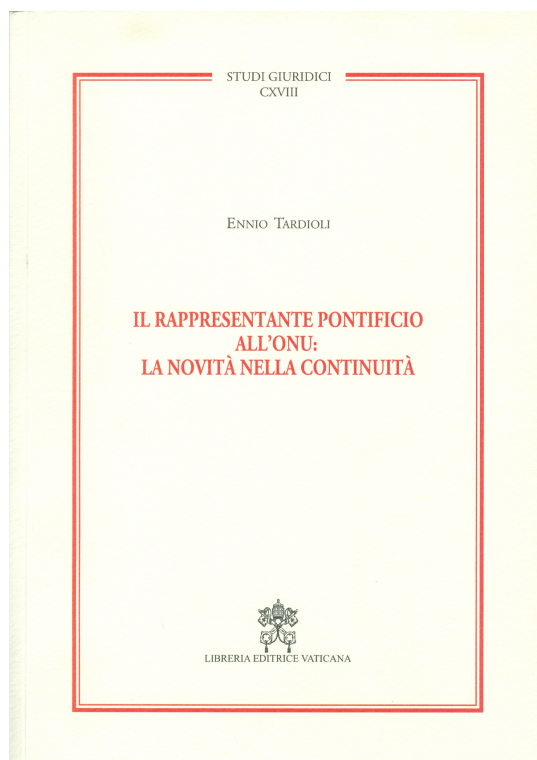 STUDI GIURIDICI
CXVIII
ENNIO TARDIOLI
IL RAPPRESENTANTE PONTIFICIO
ALL'ONU:
LA NOVITÀ NELLA CONTINUITÀ
LIBRERIA EDITRICE VATICANA